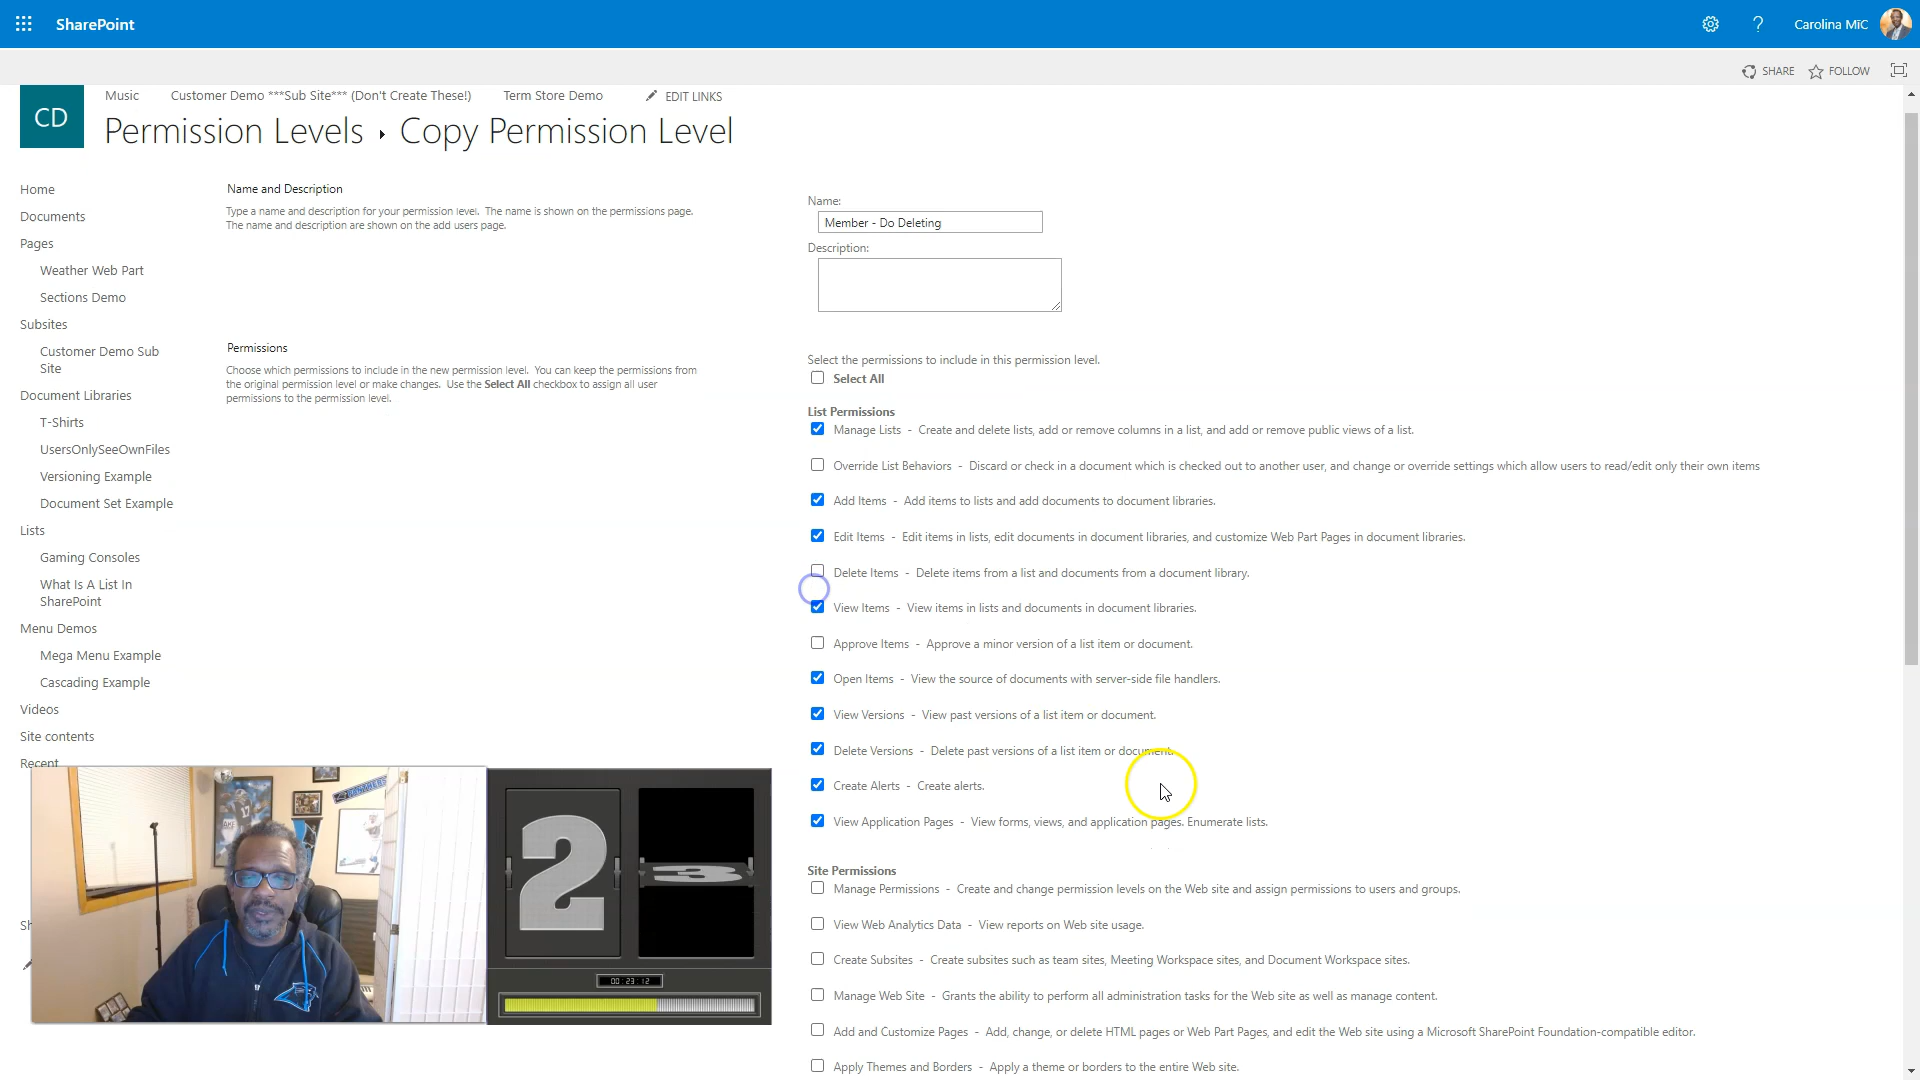 SharePoint
Carolina MiC
SHARE
FOLLOW
CD
Music
Customer Demo ***Sub Site*** (Don't Create These!)
Term Store Demo
EDIT LINKS
Permission Levels ▸ Copy Permission Level
Home
Documents
Pages
Weather Web Part
Sections Demo
Subsites
Customer Demo Sub
Site
Document Libraries
T-Shirts
UsersOnlySeeOwnFiles
Versioning Example
Document Set Example
Lists
Gaming Consoles
What Is A List In
SharePoint
Menu Demos
Mega Menu Example
Cascading Example
Videos
Site contents
Recent
Name and Description
Type a name and description for your permission level. The name is shown on the permissions page.
The name and description are shown on the add users page.
Permissions
Choose which permissions to include in the new permission level. You can keep the permissions from
the original permission level or make changes. Use the Select All checkbox to assign all user
permissions to the permission level.
Name:
Member - Do Deleting
Description:
Select the permissions to include in this permission level.
Select All
List Permissions
Manage Lists - Create and delete lists, add or remove columns in a list, and add or remove public views of a list.
Override List Behaviors - Discard or check in a document which is checked out to another user, and change or override settings which allow users to read/edit only their own items
Add Items - Add items to lists and add documents to document libraries.
Edit Items - Edit items in lists, edit documents in document libraries, and customize Web Part Pages in document libraries.
Delete Items - Delete items from a list and documents from a document library.
View Items - View items in lists and documents in document libraries.
Approve Items - Approve a minor version of a list item or document.
Open Items - View the source of documents with server-side file handlers.
View Versions - View past versions of a list item or document.
Delete Versions - Delete past versions of a list item or document.
Create Alerts - Create alerts.
View Application Pages - View forms, views, and application pages. Enumerate lists.
Site Permissions
Manage Permissions - Create and change permission levels on the Web site and assign permissions to users and groups.
View Web Analytics Data - View reports on Web site usage.
Create Subsites - Create subsites such as team sites, Meeting Workspace sites, and Document Workspace sites.
Manage Web Site - Grants the ability to perform all administration tasks for the Web site as well as manage content.
Add and Customize Pages - Add, change, or delete HTML pages or Web Part Pages, and edit the Web site using a Microsoft SharePoint Foundation-compatible editor.
Apply Themes and Borders - Apply a theme or borders to the entire Web site.
PANTHERS
17
2 3
00:23:12